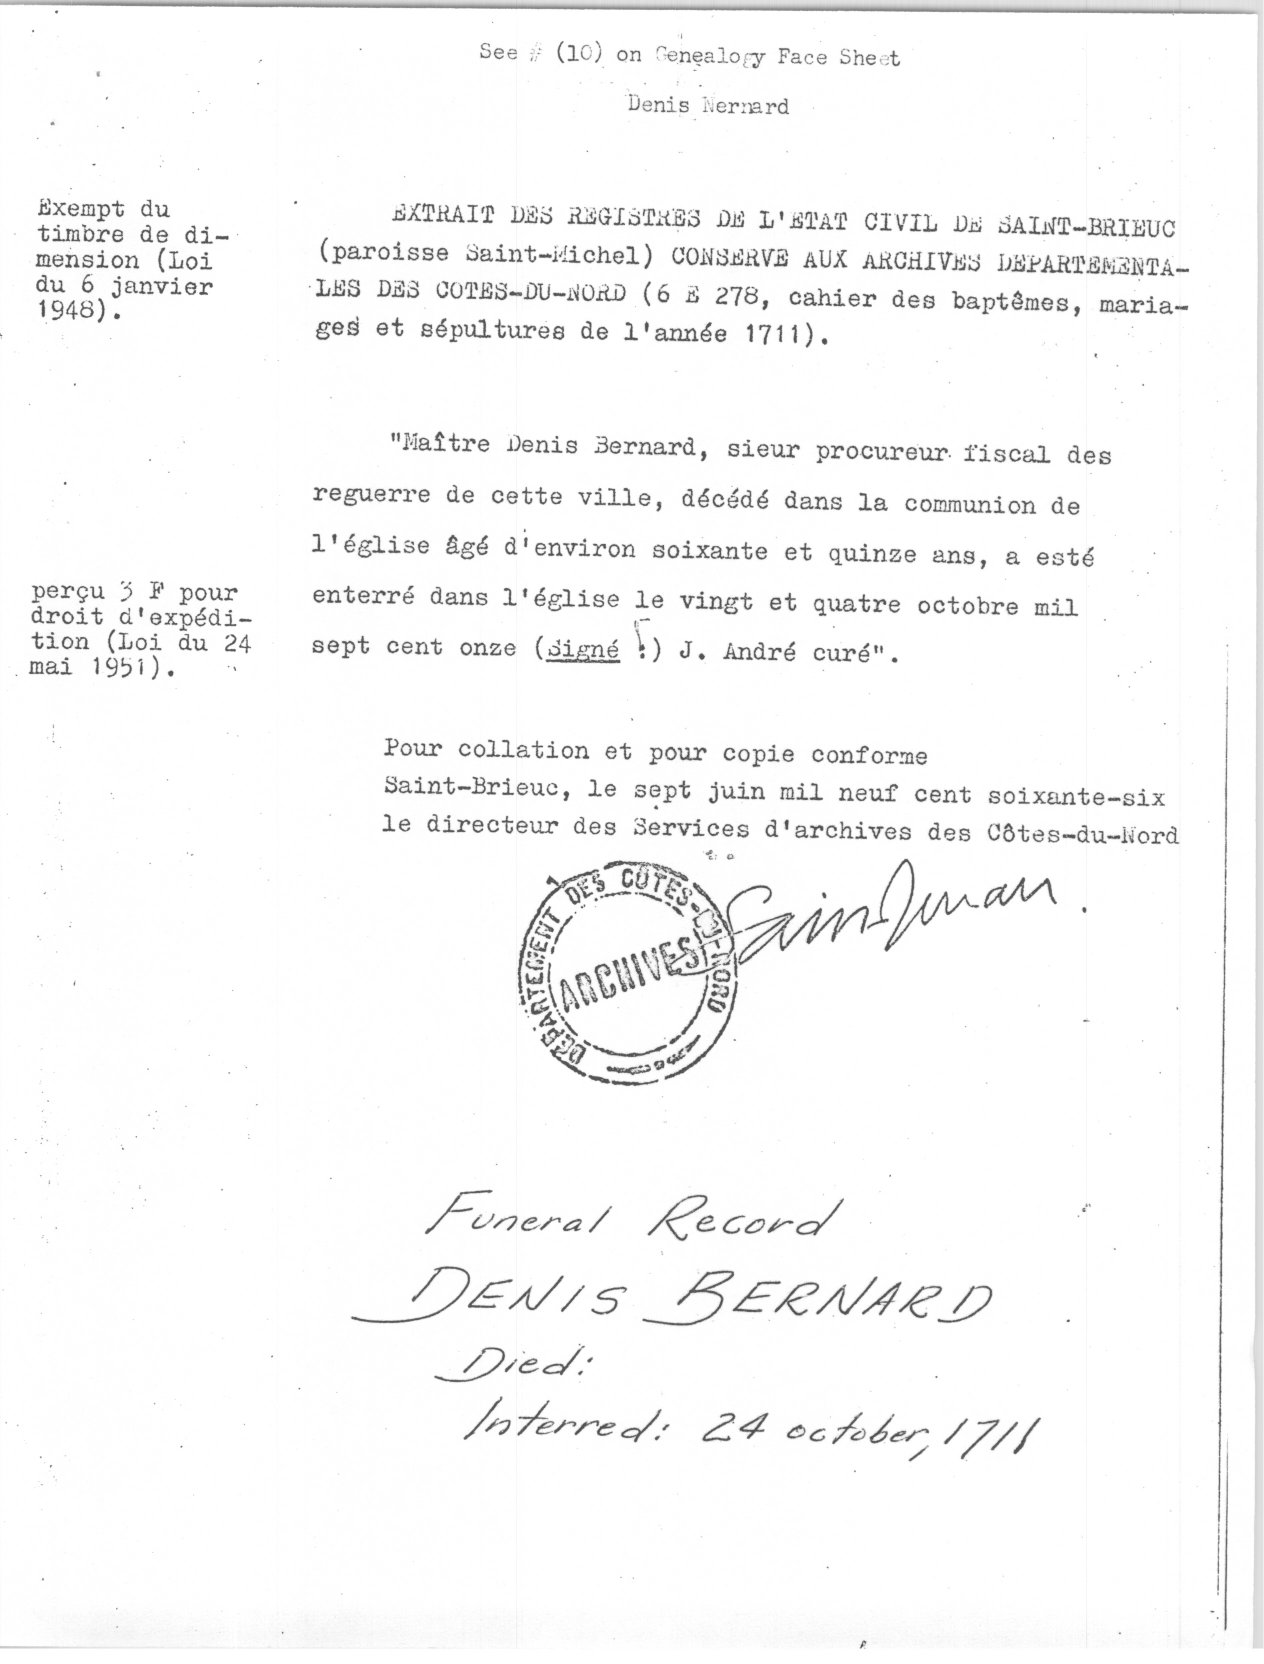 See # (10) on Genealogy Face Sheet
Denis Nernard
Exempt du
timbre de di-
mension (Loi
du 6 janvier
1948).
EXTRAIT DES REGISTRES DE L'ETAT CIVIL DE SAINT-BRIEUC
(paroisse Saint-Michel) CONSERVE AUX ARCHIVES DEPARTEMENTA-
LES DES COTES-DU-NORD (6 E 278, cahier des baptêmes, maria-
ges et sépultures de l'année 1711).
"Maître Denis Bernard, sieur procureur fiscal des
reguerre de cette ville, décédé dans la communion de
l'église âgé d'environ soixante et quinze ans, a esté
enterré dans l'église le vingt et quatre octobre mil
sept cent onze (signé :) J. André curé".
perçu 3 F pour
droit d'expédi-
tion (Loi du 24
mai 1951).
Pour collation et pour copie conforme
Saint-Brieuc, le sept juin mil neuf cent soixante-six
le directeur des Services d'archives des Côtes-du-Nord
DÉPARTEMENT DES CÔTES-DU-NORD
ARCHIVES
Funeral Record
DENIS BERNARD
Died:
Interred: 24 october, 1711